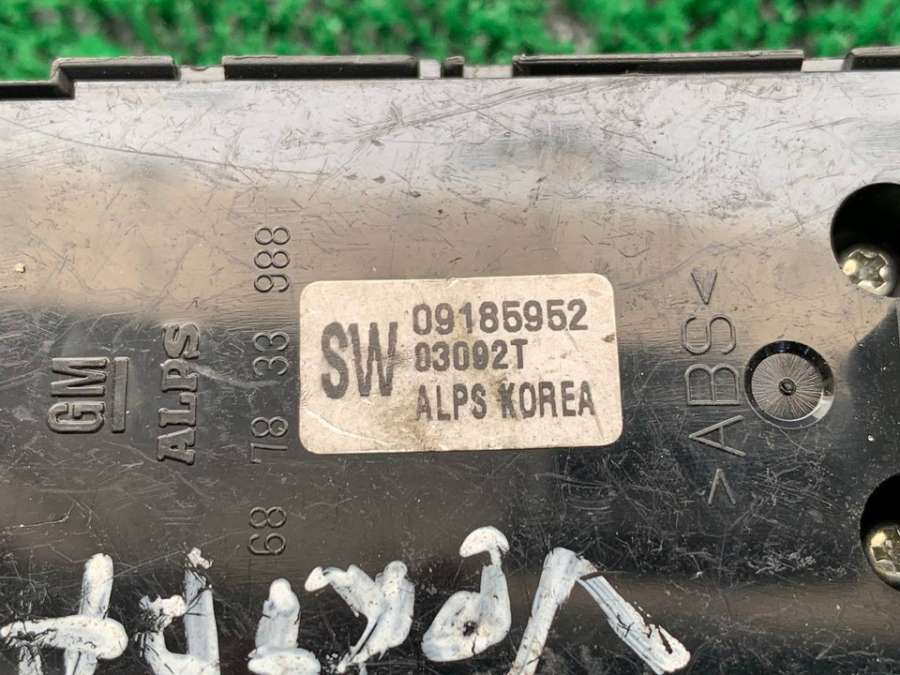 SW
09185952
03092T
ALPS KOREA
GM
ALPS
68 78 33 988
>ABS<